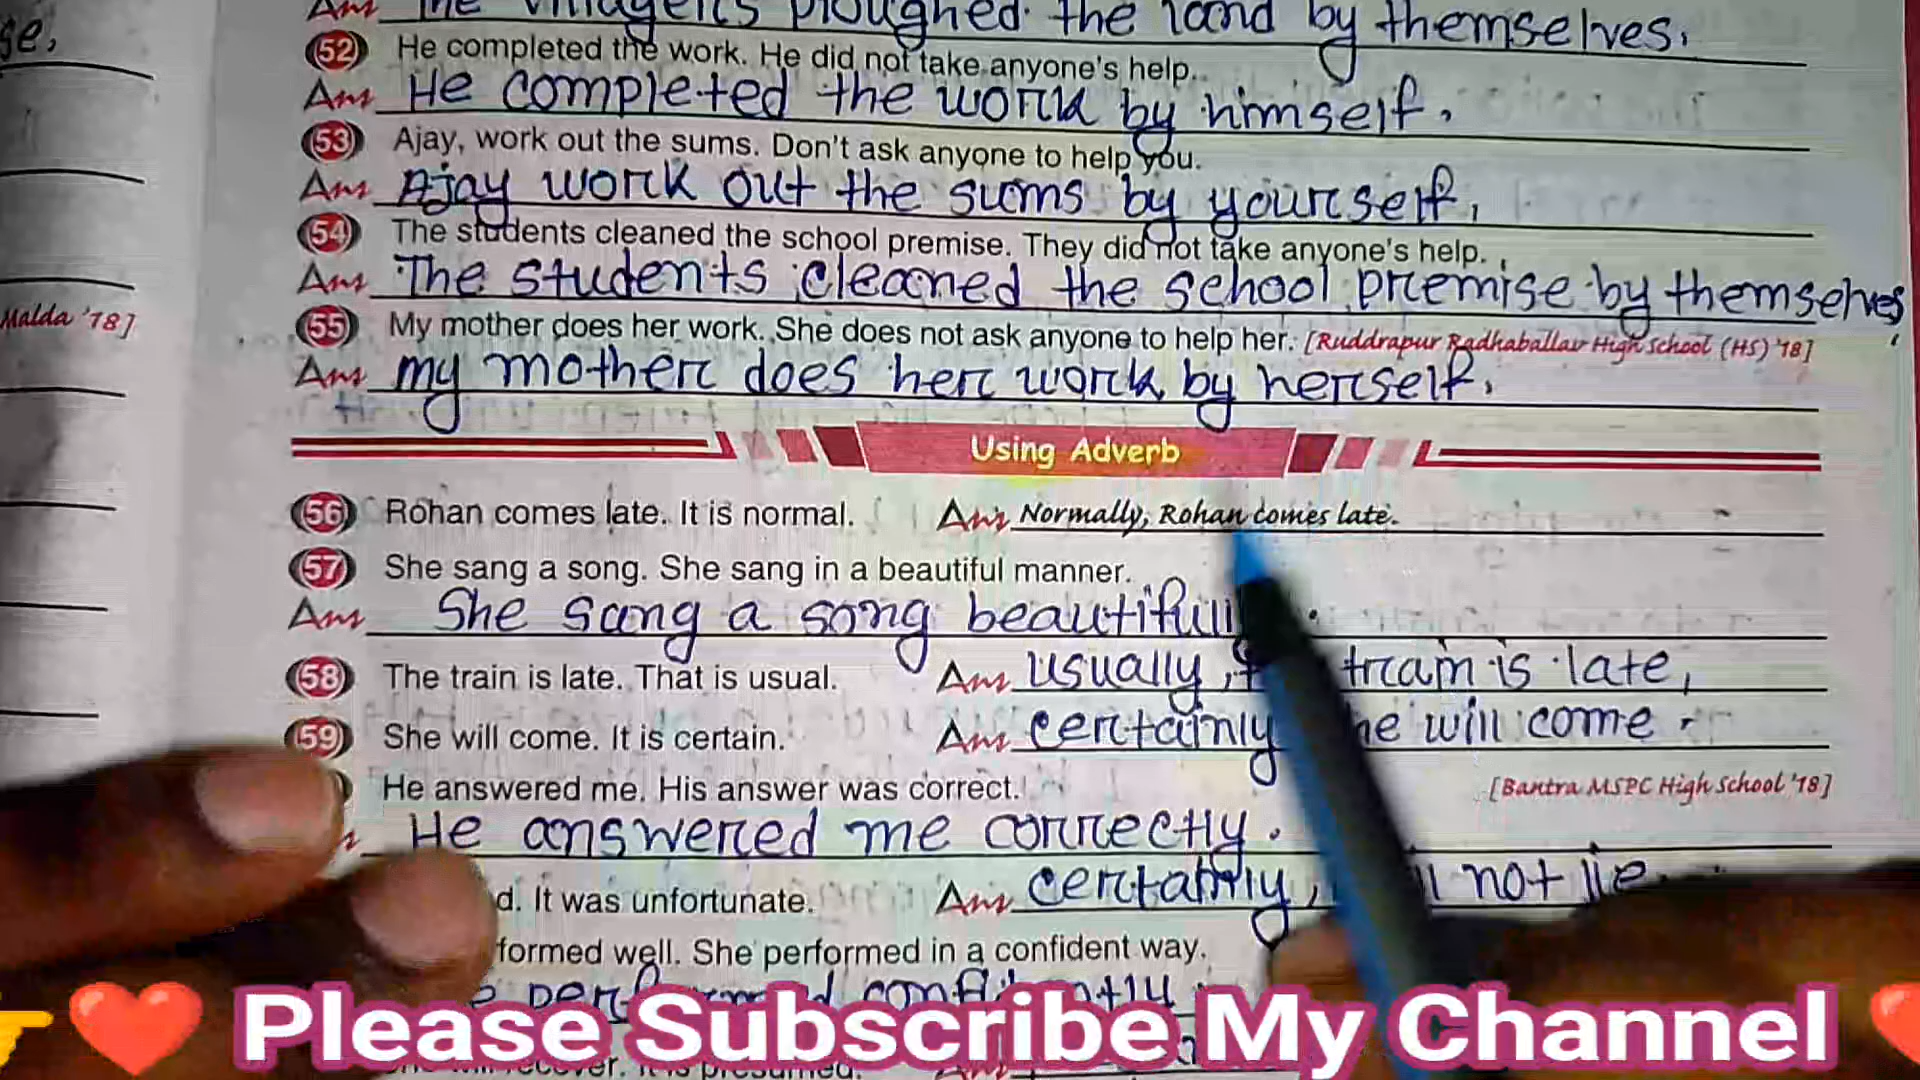 se,
Ans The villagers ploughed the land by themselves.
52 He completed the work. He did not take anyone's help.
Ans He completed the work by himself.
53 Ajay, work out the sums. Don't ask anyone to help you.
Ans Ajay work out the sums by yourself.
54 The students cleaned the school premise. They did not take anyone's help.
Ans The students cleaned the school premise by themselves
Malda '18]
55 My mother does her work. She does not ask anyone to help her. [Ruddrapur Radhaballav High School (HS) '18]
Ans my mother does her work by herself.
Using Adverb
56 Rohan comes late. It is normal. Ans Normally, Rohan comes late.
57 She sang a song. She sang in a beautiful manner.
Ans She sang a song
58 The train is late. That is usual. Ans usually, train is late,
59 She will come. It is certain. Ans certainly he will come.
He answered me. His answer was correct. [Bantra MSPC High School '18]
He answered me correctly.
d. It was unfortunate. Ans certainly, not lie.
formed well. She performed in a confident way.
performed confidently
Please Subscribe My Channel
It is presumed.